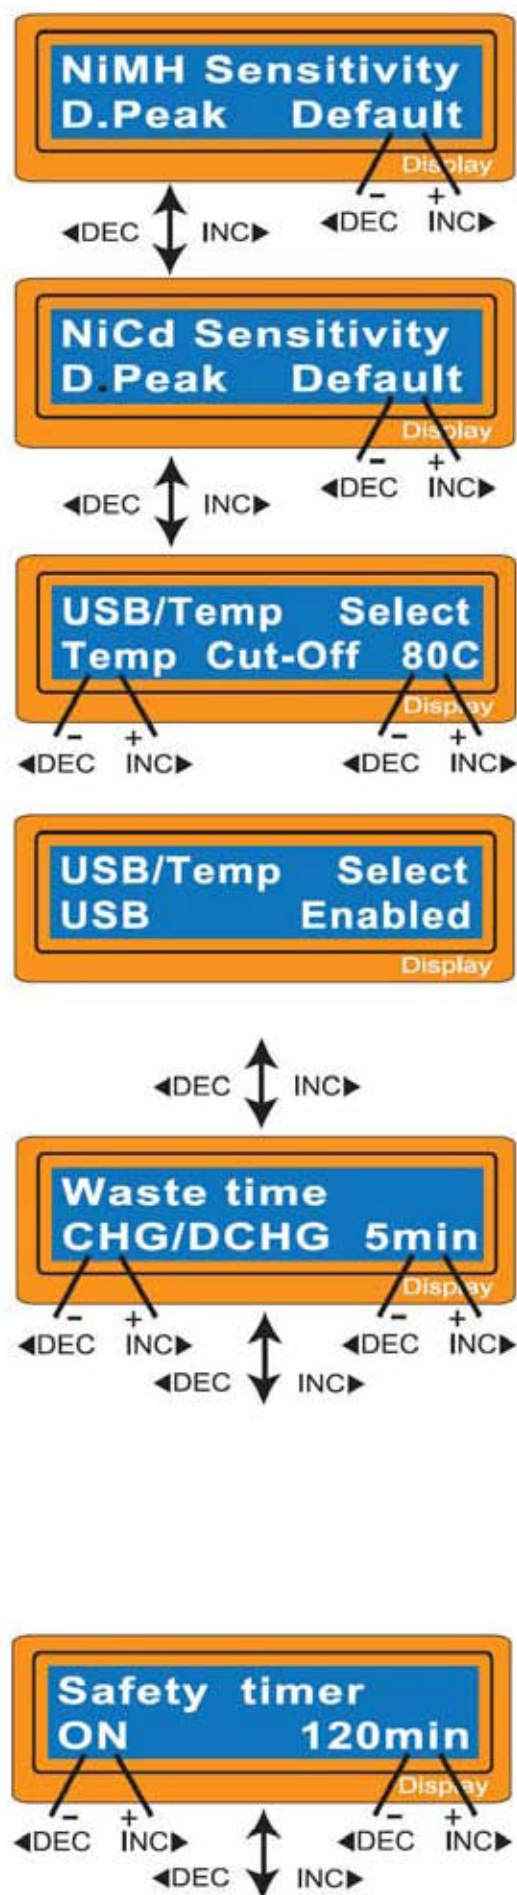 NiMH Sensitivity
D.Peak Default
Display
- +
◀DEC INC▶ ◀DEC INC▶
NiCd Sensitivity
D.Peak Default
Display
- +
◀DEC INC▶ ◀DEC INC▶
USB/Temp Select
Temp Cut-Off 80C
Display
- + - +
◀DEC INC▶ ◀DEC INC▶
USB/Temp Select
USB Enabled
Display
◀DEC INC▶
Waste time
CHG/DCHG 5min
Display
- + - +
◀DEC INC▶ ◀DEC INC▶
◀DEC INC▶
Safety timer
ON 120min
Display
- + - +
◀DEC INC▶ ◀DEC INC▶
◀DEC INC▶